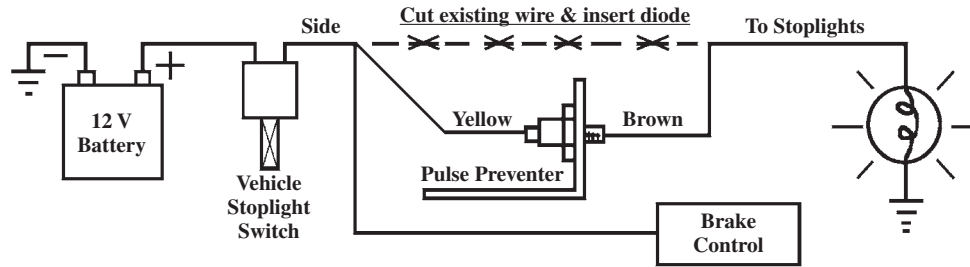 Cut existing wire & insert diode
Side
To Stoplights
12 V
Battery
Yellow
Brown
Pulse Preventer
Vehicle
Stoplight
Switch
Brake
Control